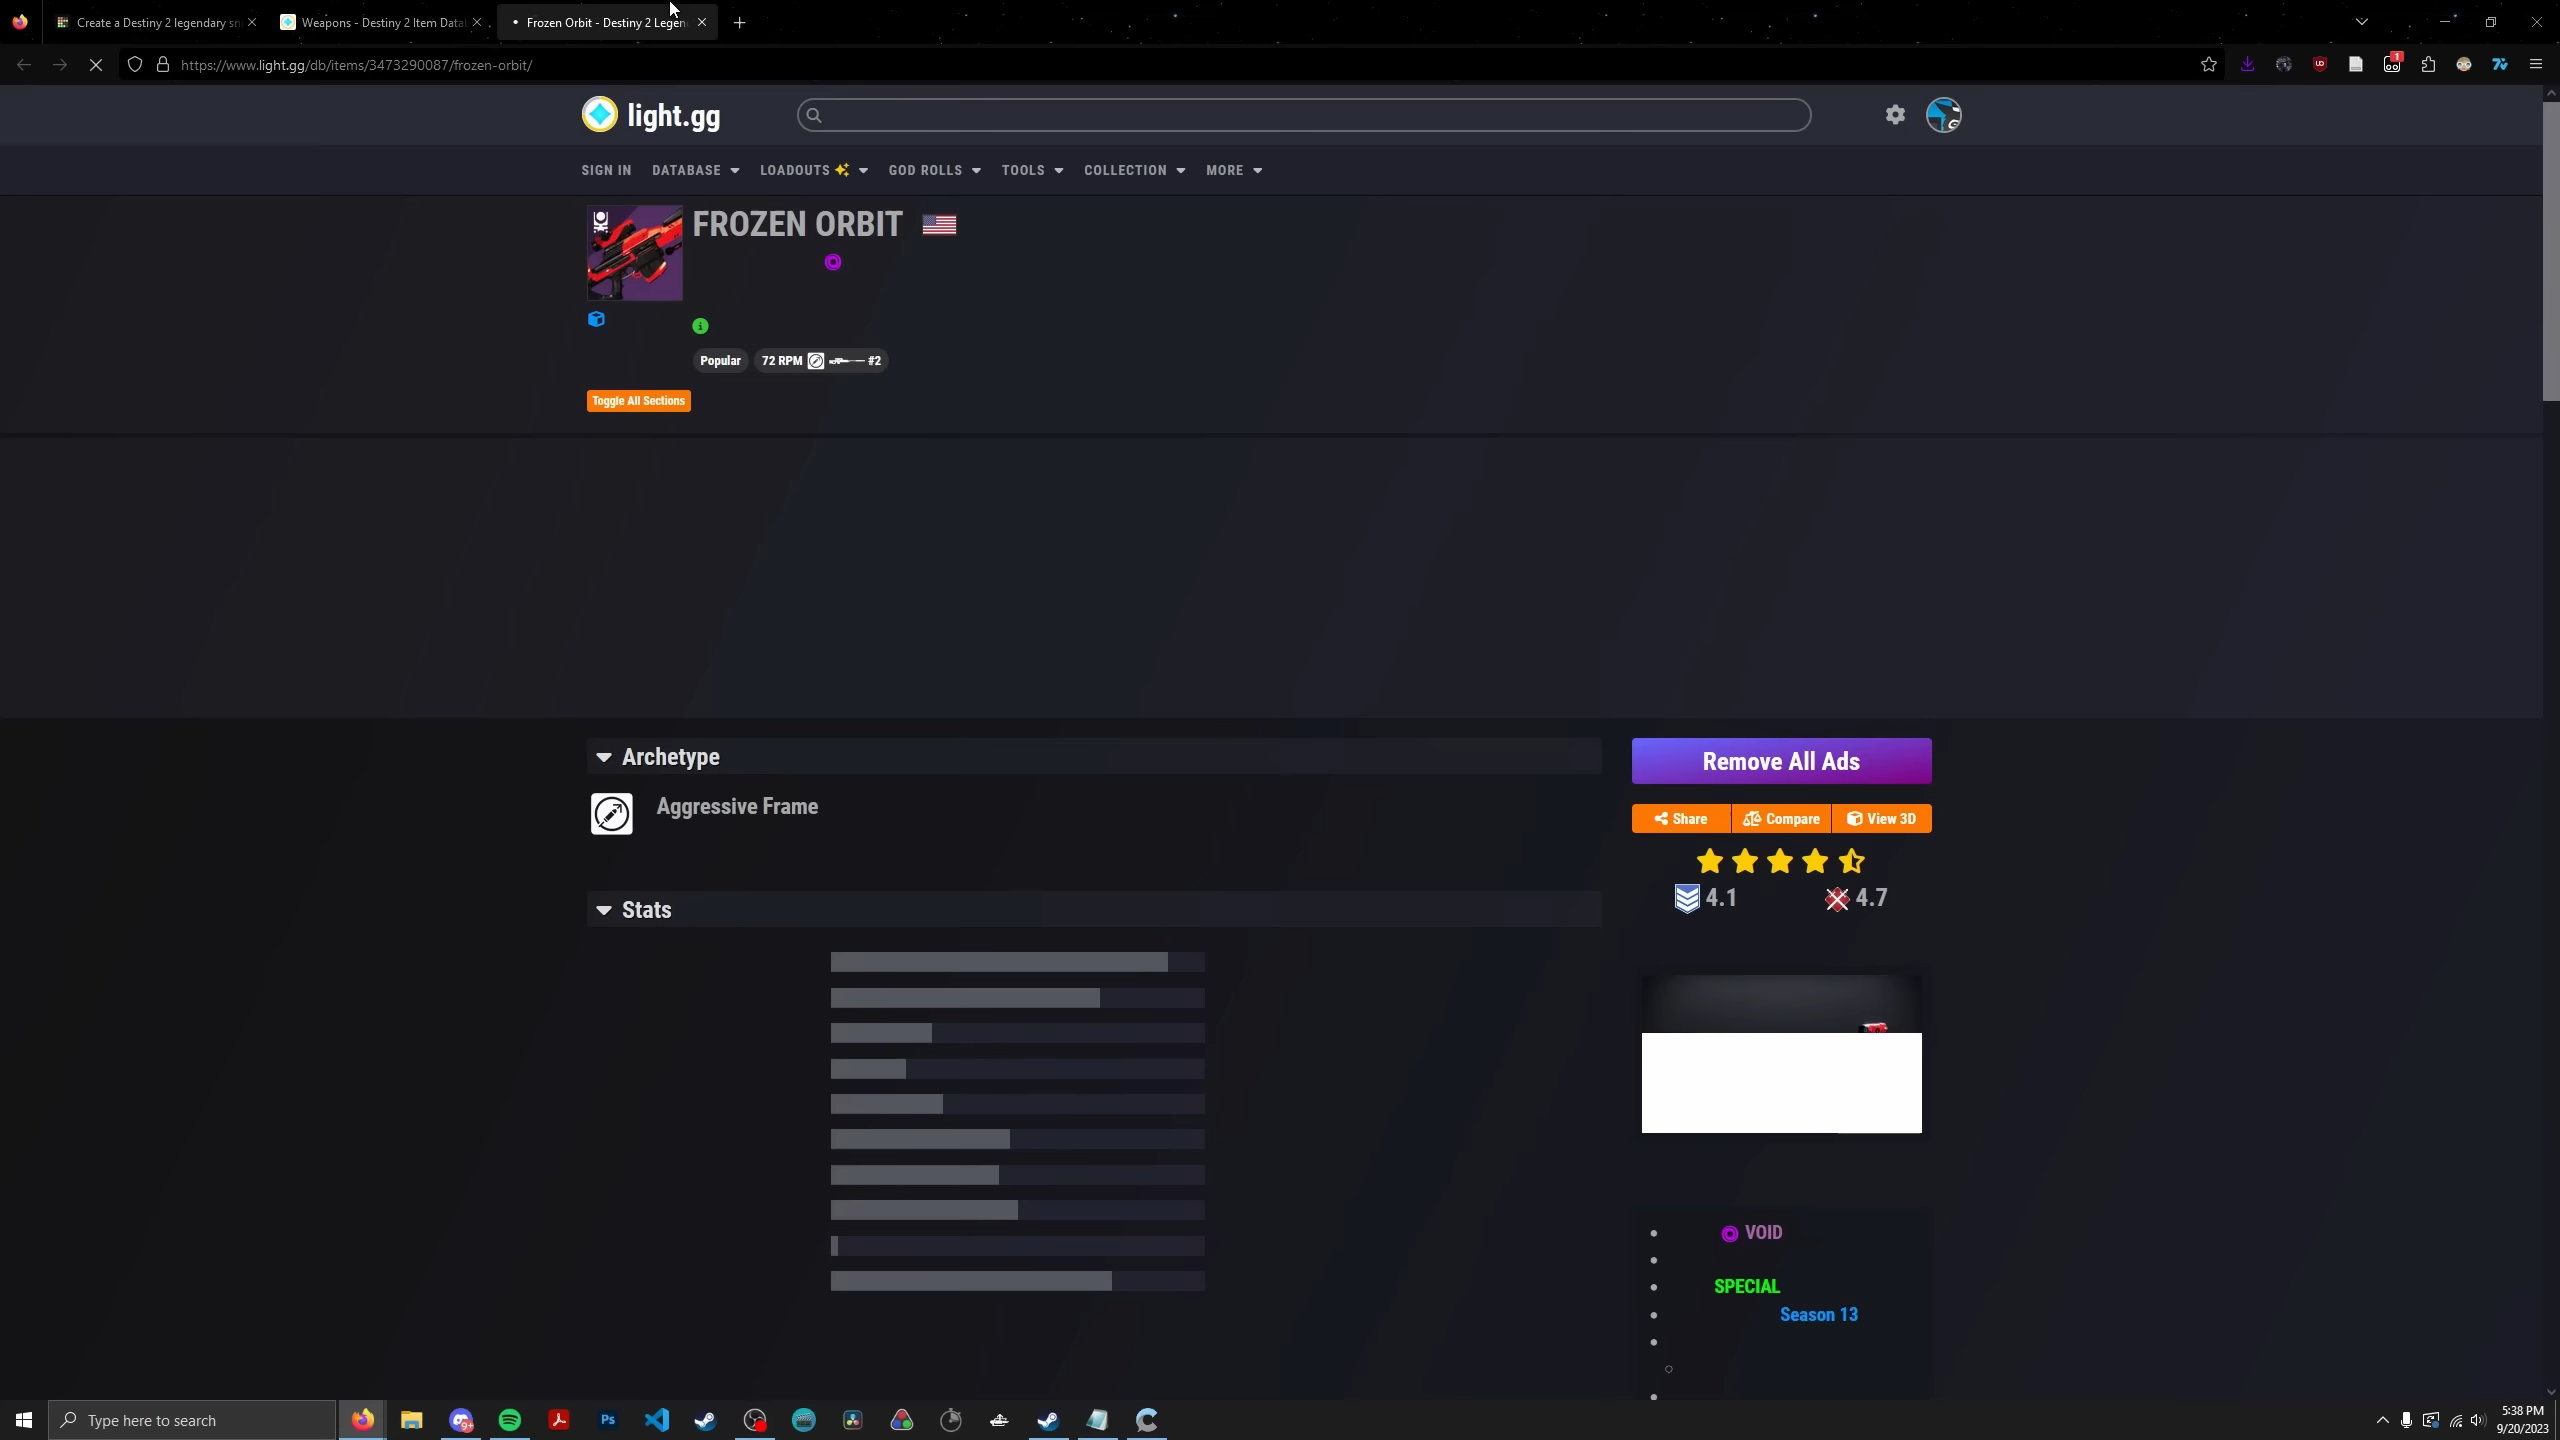 Create a Destiny 2 legendary sn
Weapons - Destiny 2 Item Data
Frozen Orbit - Destiny 2 Legen
https://www.light.gg/db/items/3473290087/frozen-orbit/
1
light.gg
SIGN IN DATABASE LOADOUTS GOD ROLLS TOOLS COLLECTION MORE
FROZEN ORBIT
Popular 72 RPM #2
Toggle All Sections
Archetype
Aggressive Frame
Stats
Remove All Ads
Share Compare View 3D
4.1 4.7
VOID
SPECIAL
Season 13
Type here to search
9+
Ps
5:38 PM
9/20/2023